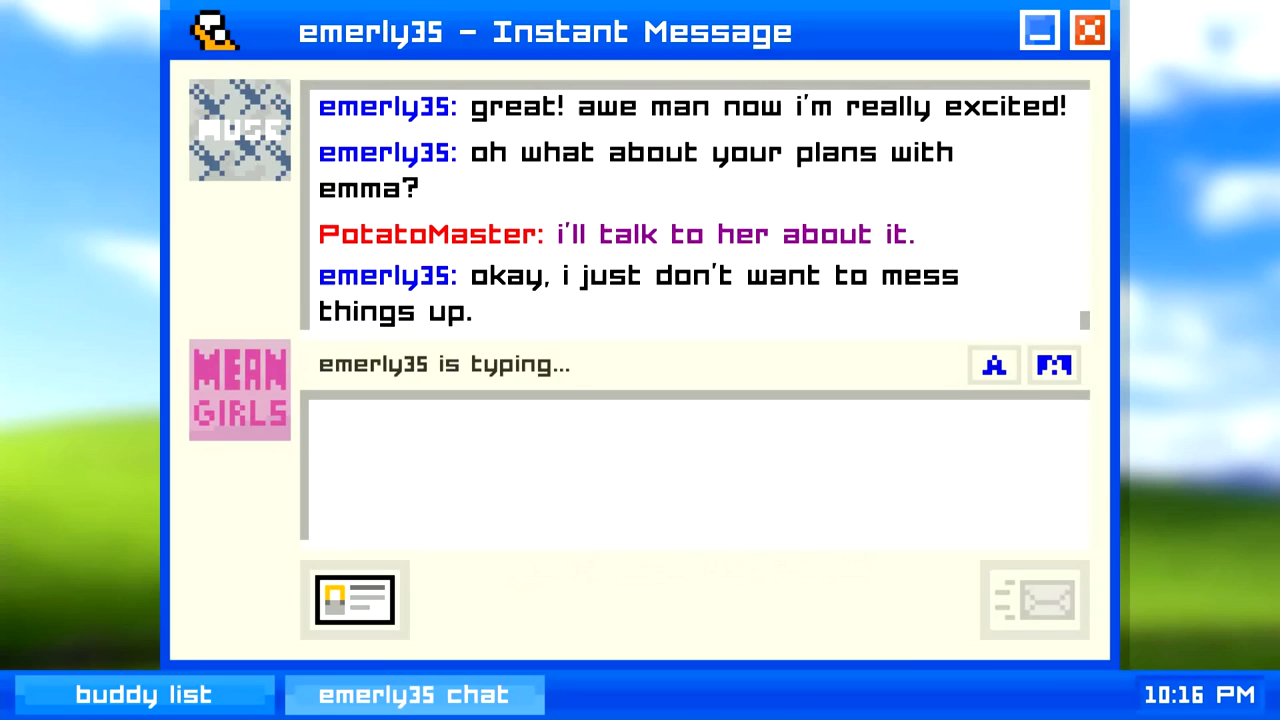 emerly35 - Instant Message
MUSE
emerly35: great! awe man now i'm really excited!
emerly35: oh what about your plans with
emma?
PotatoMaster: i'll talk to her about it.
emerly35: okay, i just don't want to mess
things up.
MEAN
GIRLS
emerly35 is typing...
A
buddy list
emerly35 chat
10:16 PM